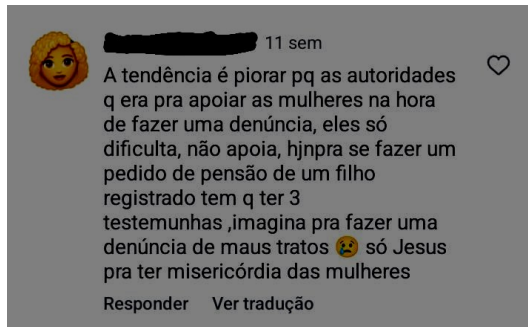 11 sem
A tendência é piorar pq as autoridades
q era pra apoiar as mulheres na hora
de fazer uma denúncia, eles só
dificulta, não apoia, hjnpra se fazer um
pedido de pensão de um filho
registrado tem q ter 3
testemunhas ,imagina pra fazer uma
denúncia de maus tratos 😢 só Jesus
pra ter misericórdia das mulheres
Responder Ver tradução